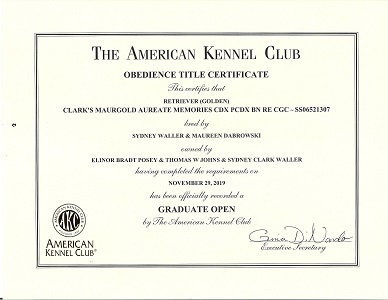 THE AMERICAN KENNEL CLUB
OBEDIENCE TITLE CERTIFICATE
This certifies that
RETRIEVER (GOLDEN)
CLARK'S MAURGOLD AUREATE MEMORIES CDX PCDX BN RE CGC - SS06521307
bred by
SYDNEY WALLER & MAUREEN DABROWSKI
owned by
ELINOR BRADT POSEY & THOMAS W JOHNS & SYDNEY CLARK WALLER
having completed the requirements on
NOVEMBER 29, 2019
has been officially recorded a
GRADUATE OPEN
by The American Kennel Club
AKC
AMERICAN
KENNEL CLUB
Executive Secretary